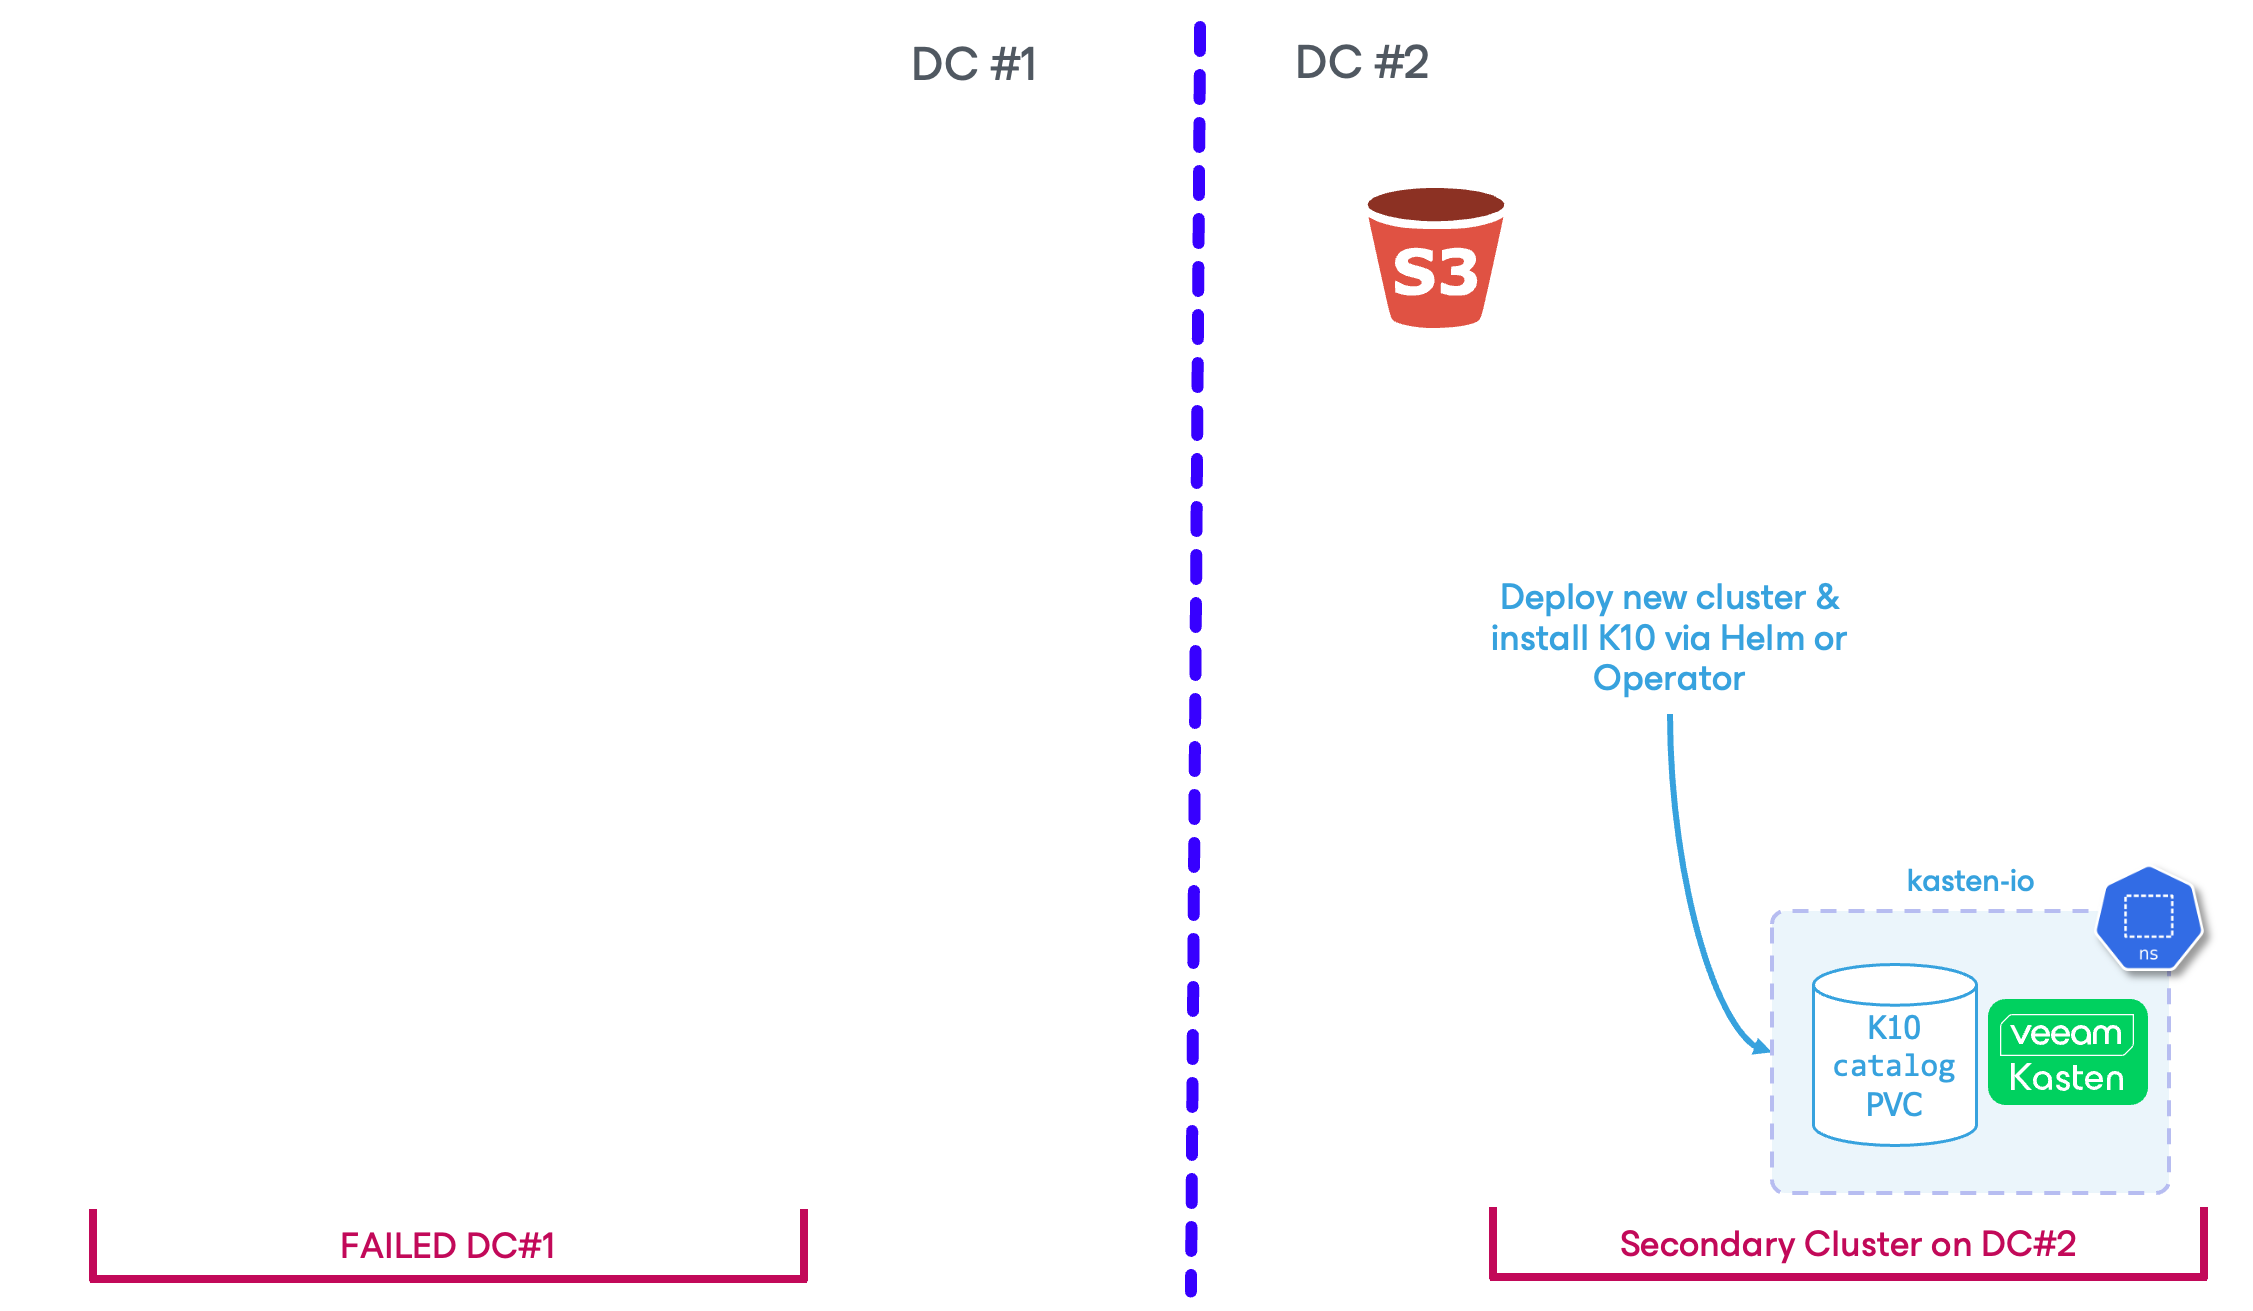 DC #1
DC #2
S3
Deploy new cluster &
install K10 via Helm or
Operator
kasten-io
ns
K10
catalog
PVC
veeam
Kasten
FAILED DC#1
Secondary Cluster on DC#2